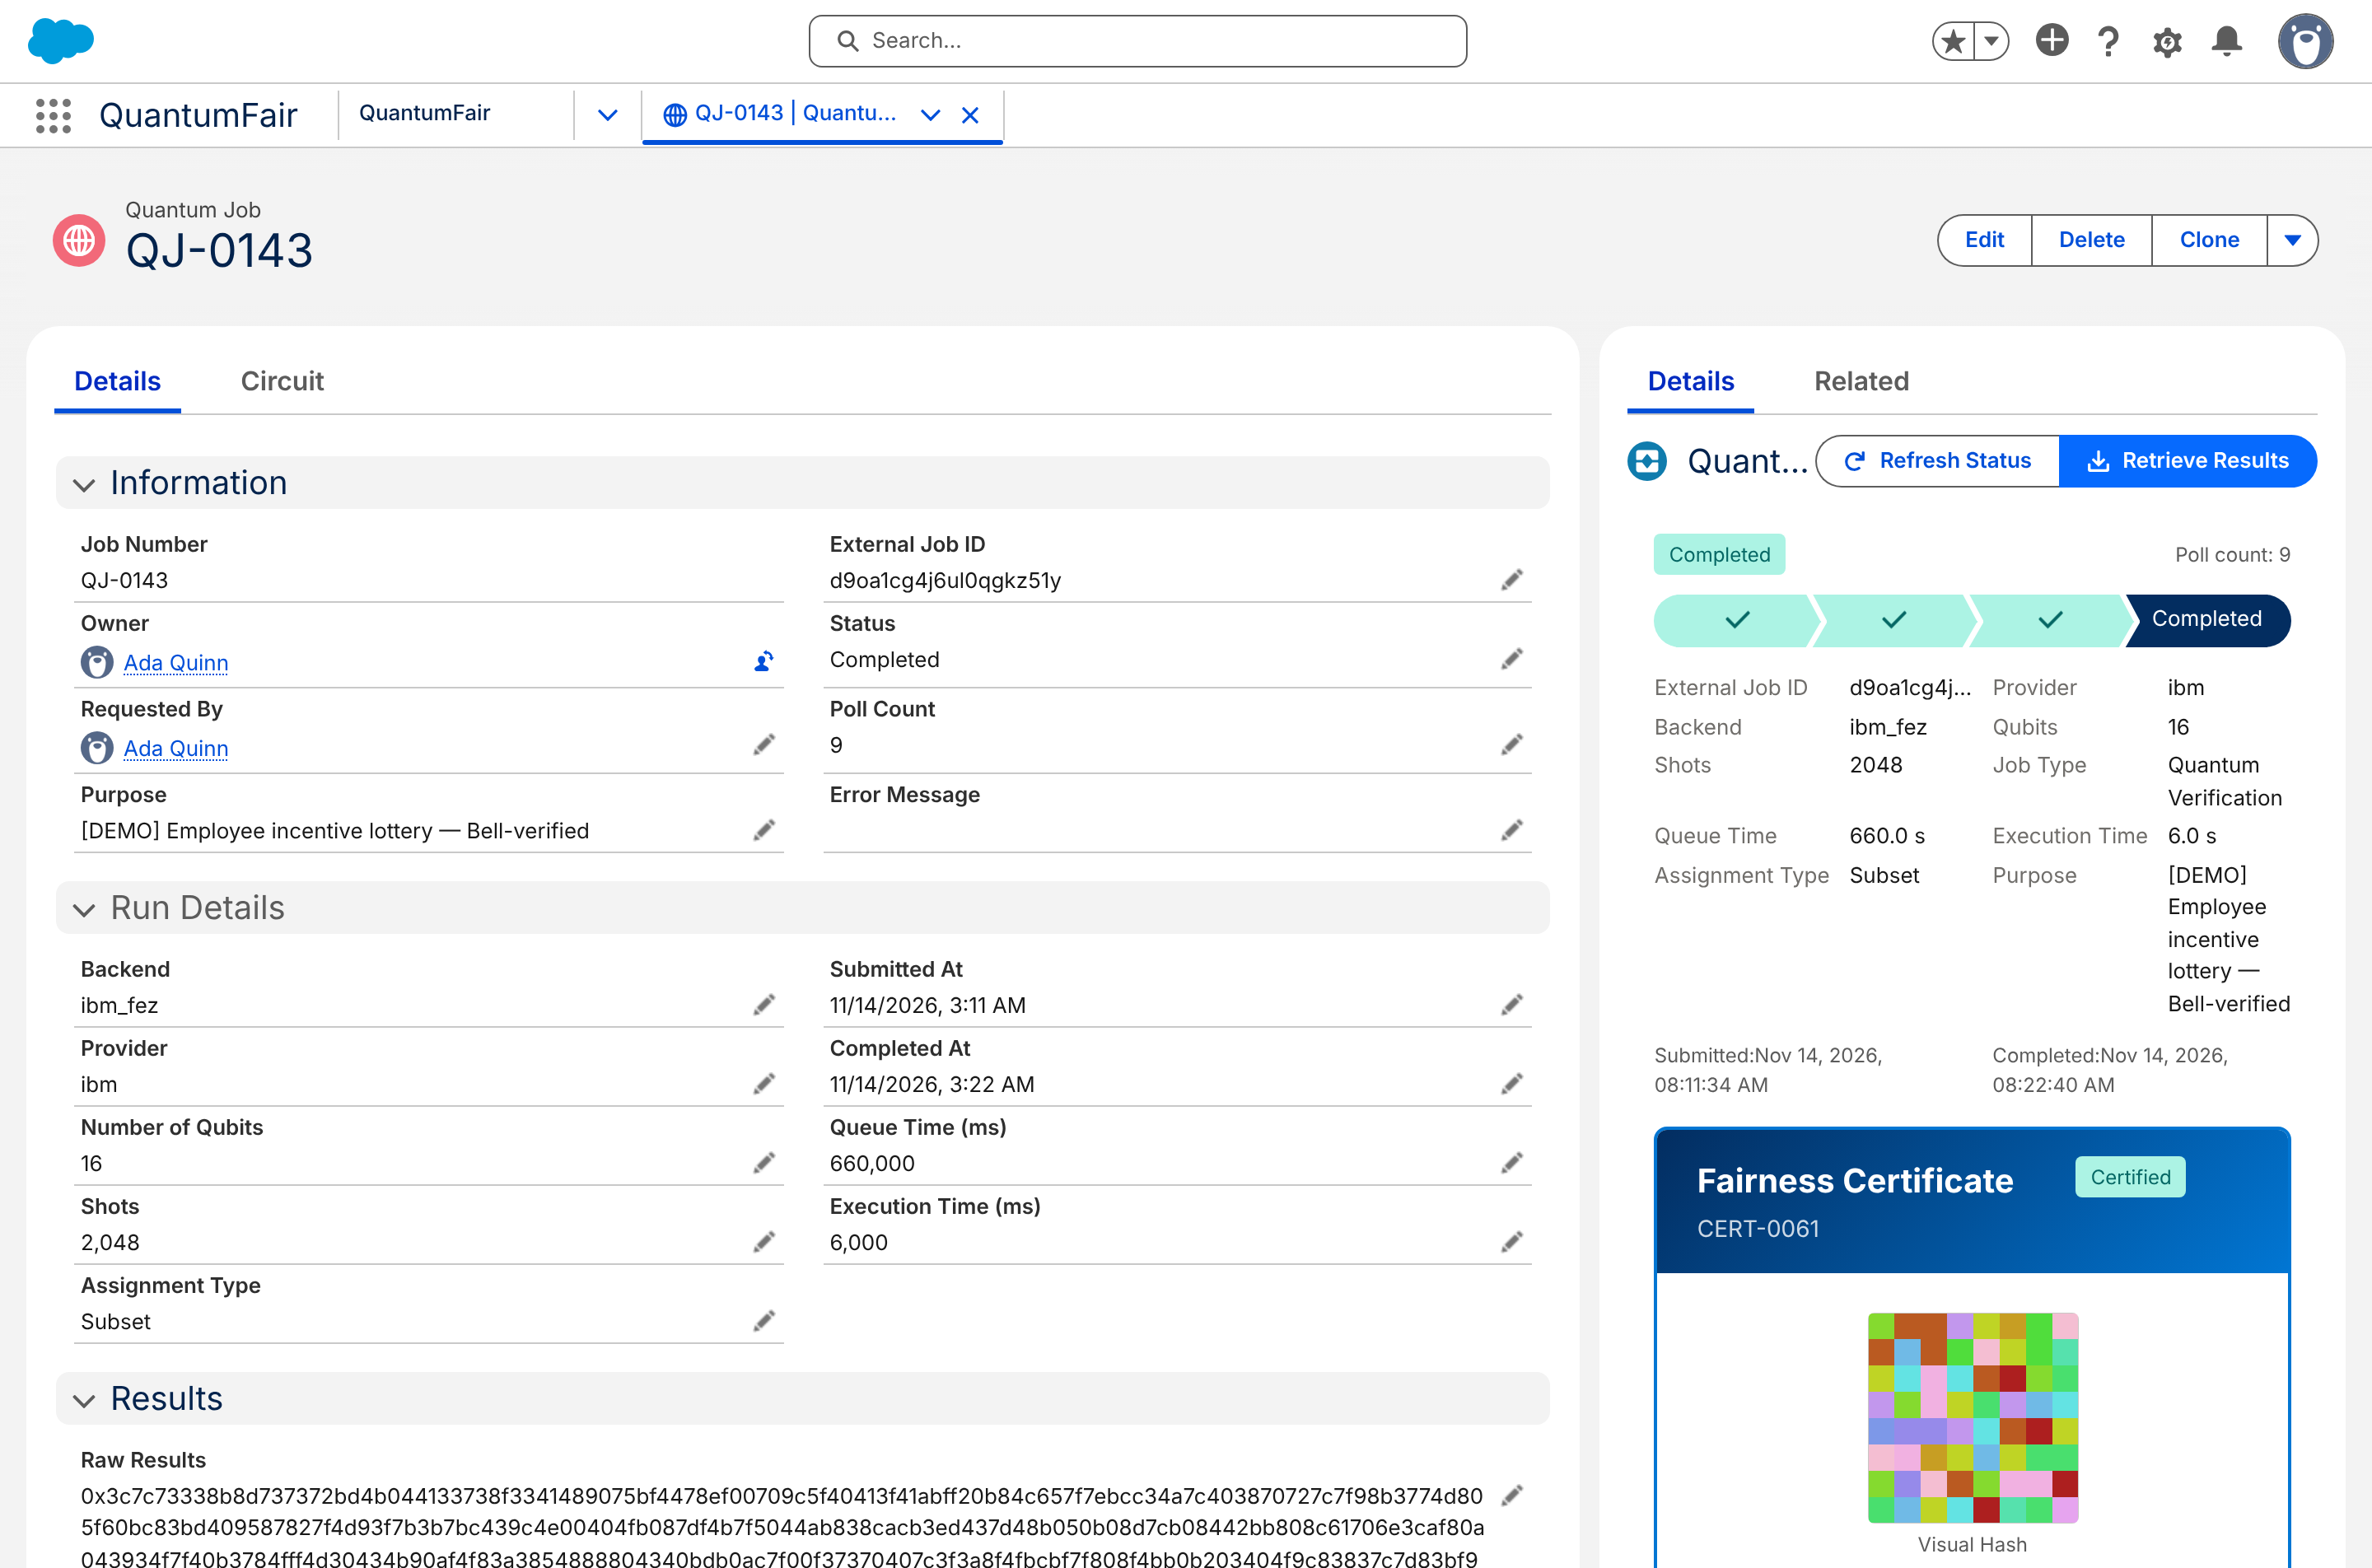 Search...
QuantumFair
QuantumFair
QJ-0143 | Quantu...
Quantum Job
QJ-0143
Edit
Delete
Clone
Details
Circuit
Information
Job Number
QJ-0143
External Job ID
d9oa1cg4j6ul0qgkz51y
Owner
Ada Quinn
Status
Completed
Requested By
Ada Quinn
Poll Count
9
Purpose
[DEMO] Employee incentive lottery — Bell-verified
Error Message
Run Details
Backend
ibm_fez
Submitted At
11/14/2026, 3:11 AM
Provider
ibm
Completed At
11/14/2026, 3:22 AM
Number of Qubits
16
Queue Time (ms)
660,000
Shots
2,048
Execution Time (ms)
6,000
Assignment Type
Subset
Results
Raw Results
0x3c7c73338b8d737372bd4b044133738f3341489075bf4478ef00709c5f40413f41abff20b84c657f7ebcc34a7c403870727c7f98b3774d80
5f60bc83bd409587827f4d93f7b3b7bc439c4e00404fb087df4b7f5044ab838cacb3ed437d48b050b08d7cb08442bb808c61706e3caf80a
043934f7f40b3784fff4d30434b90af4f83a3854888804340bdb0ac7f00f37370407c3f3a8f4fbcbf7f808f4bb0b203404f9c83837c7d83bf9
Details
Related
Quant...
Refresh Status
Retrieve Results
Completed
Poll count: 9
Completed
External Job ID d9oa1cg4j... Provider ibm
Backend ibm_fez Qubits 16
Shots 2048 Job Type Quantum
Verification
Queue Time 660.0 s Execution Time 6.0 s
Assignment Type Subset Purpose [DEMO]
Employee
incentive
lottery —
Bell-verified
Submitted:Nov 14, 2026,
08:11:34 AM
Completed:Nov 14, 2026,
08:22:40 AM
Fairness Certificate
Certified
CERT-0061
Visual Hash